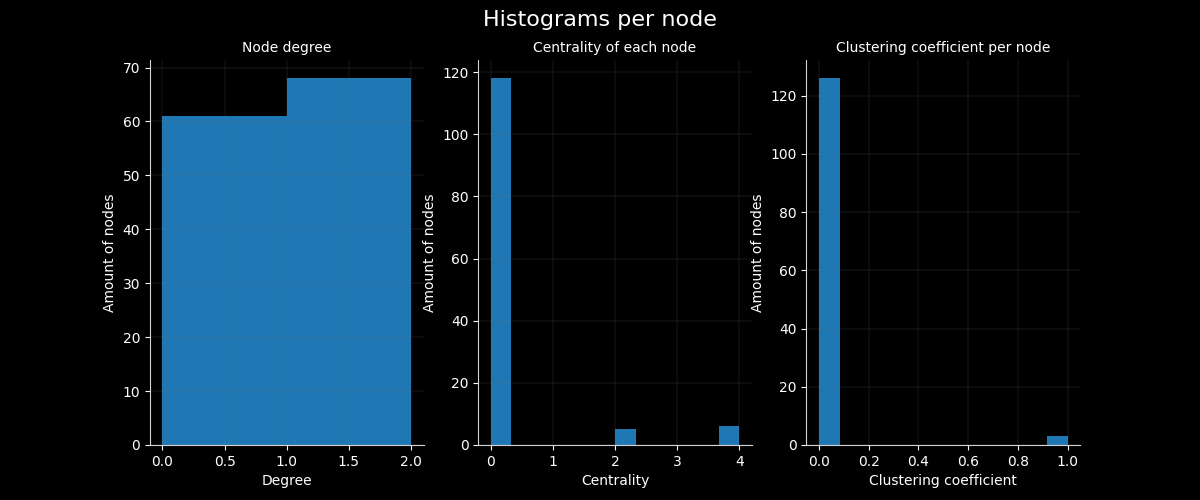 Histograms per node
Node degree
Amount of nodes
70
60
50
40
30
20
10
0
0.0 0.5 1.0 1.5 2.0
Degree
Centrality of each node
Amount of nodes
120
100
80
60
40
20
0
0 1 2 3 4
Centrality
Clustering coefficient per node
Amount of nodes
120
100
80
60
40
20
0
0.0 0.2 0.4 0.6 0.8 1.0
Clustering coefficient